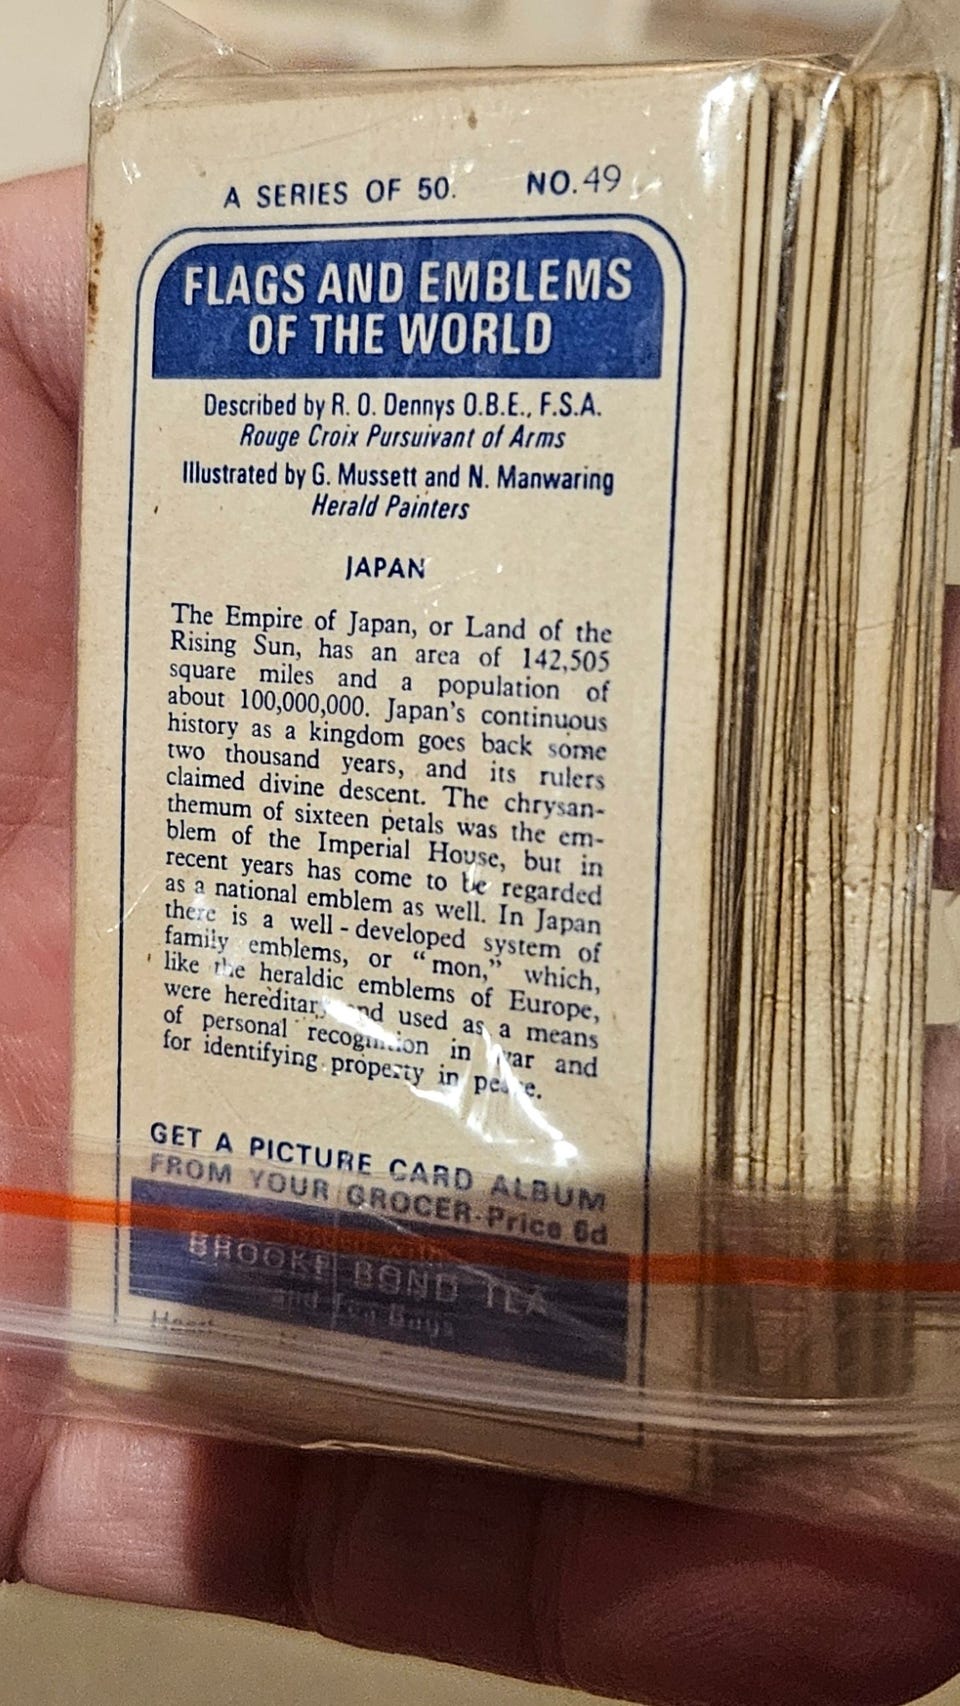 A SERIES OF 50. NO. 49
FLAGS AND EMBLEMS
OF THE WORLD
Described by R. O. Dennys O.B.E., F.S.A.
Rouge Croix Pursuivant of Arms
Illustrated by G. Mussett and N. Manwaring
Herald Painters
JAPAN
The Empire of Japan, or Land of the
Rising Sun, has an area of 142,505
square miles and a population of
about 100,000,000. Japan's continuous
history as a kingdom goes back some
two thousand years, and its rulers
claimed divine descent. The chrysan-
themum of sixteen petals was the em-
blem of the Imperial House, but in
recent years has come to be regarded
as a national emblem as well. In Japan
there is a well-developed system of
family emblems, or "mon," which,
like the heraldic emblems of Europe,
were hereditary and used as a means
of personal recognition in war and
for identifying property in peace.
GET A PICTURE CARD ALBUM
FROM YOUR GROCER-Price 6d
Issued with
BROOKE BOND TEA
and Tea Bags